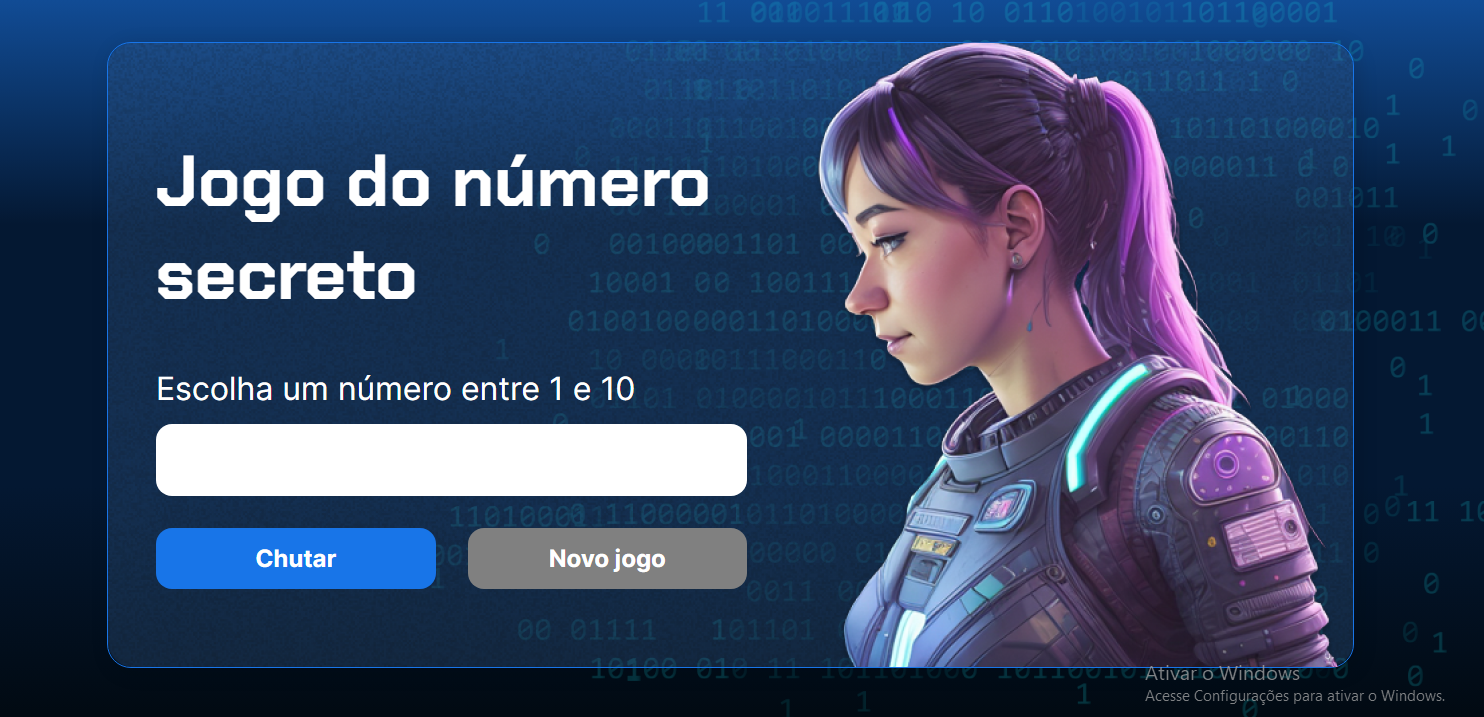 Jogo do número
secreto
Escolha um número entre 1 e 10
Chutar
Novo jogo
Ativar o Windows
Acesse Configurações para ativar o Windows.